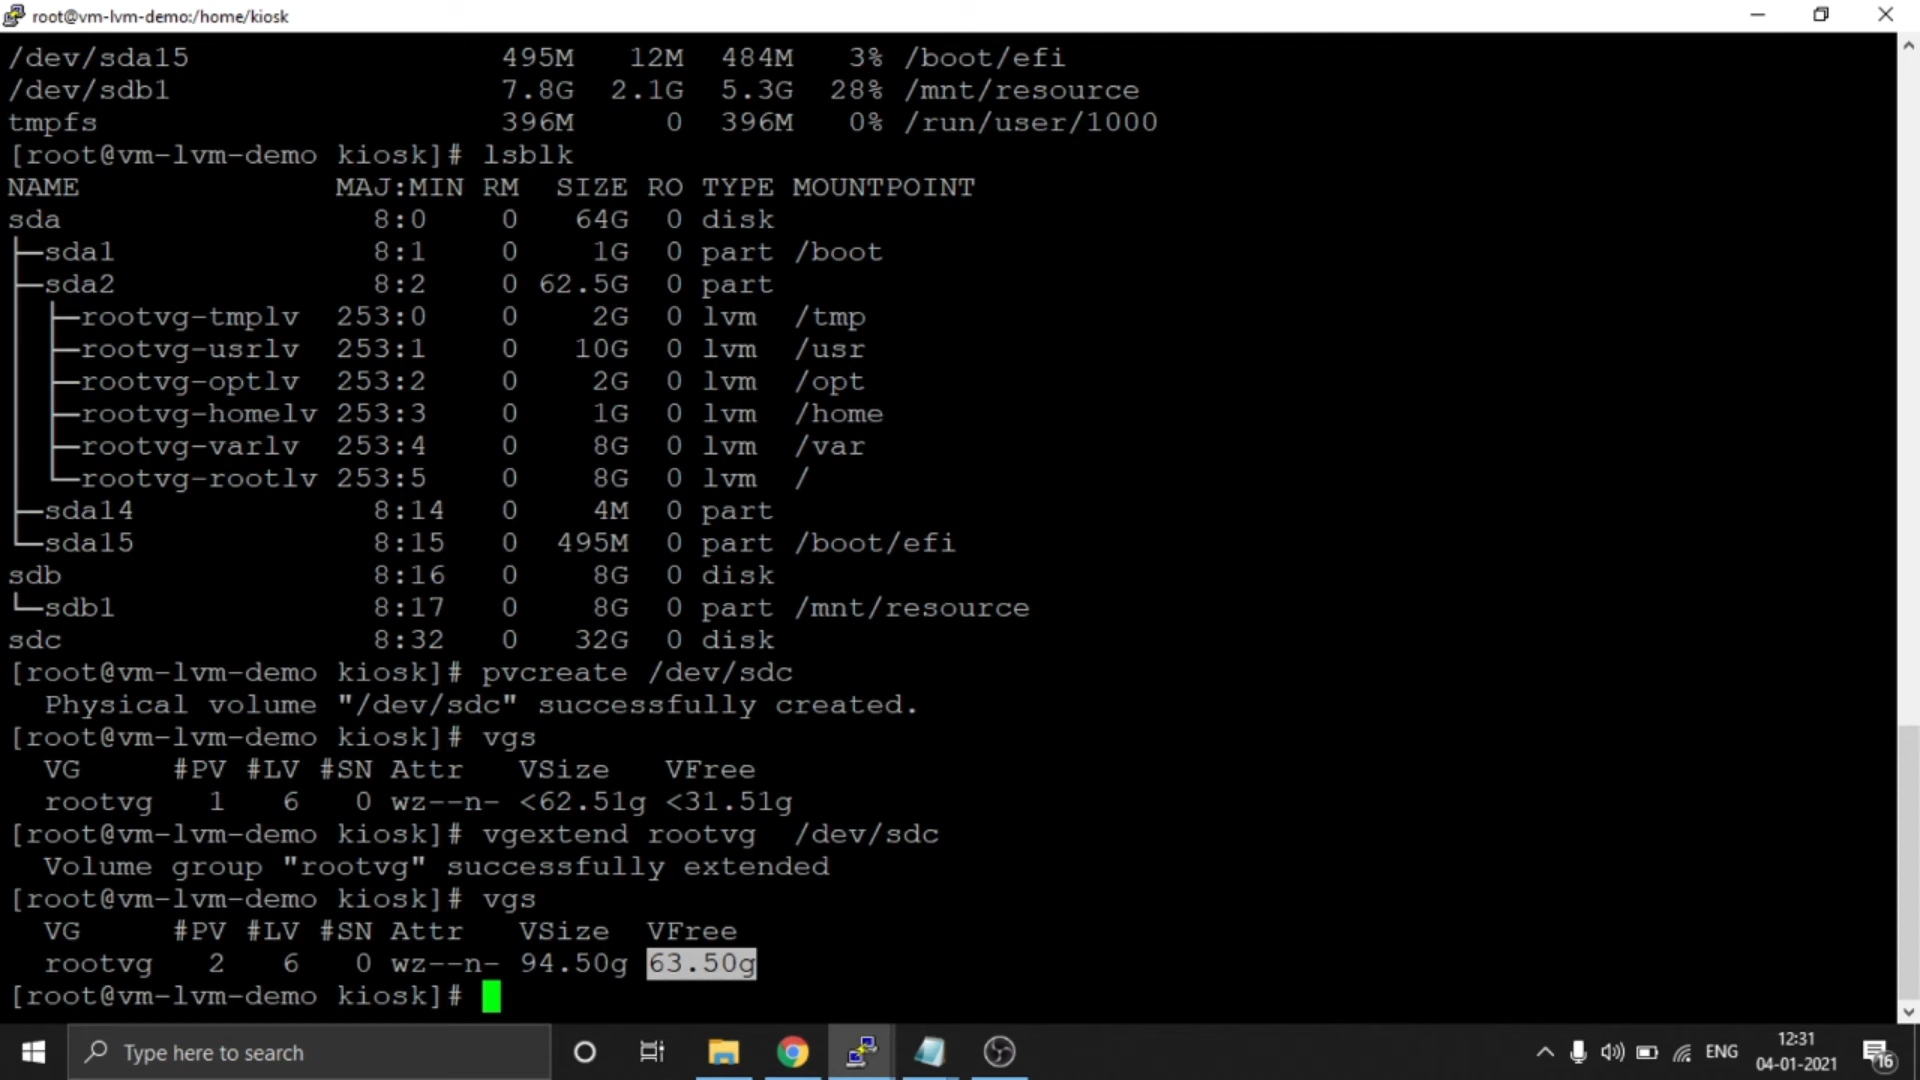 root@vm-lvm-demo:/home/kiosk
/dev/sda15 495M 12M 484M 3% /boot/efi
/dev/sdb1 7.8G 2.1G 5.3G 28% /mnt/resource
tmpfs 396M 0 396M 0% /run/user/1000
[root@vm-lvm-demo kiosk]# lsblk
NAME MAJ:MIN RM SIZE RO TYPE MOUNTPOINT
sda 8:0 0 64G 0 disk
├─sda1 8:1 0 1G 0 part /boot
├─sda2 8:2 0 62.5G 0 part
│ ├─rootvg-tmplv 253:0 0 2G 0 lvm /tmp
│ ├─rootvg-usrlv 253:1 0 10G 0 lvm /usr
│ ├─rootvg-optlv 253:2 0 2G 0 lvm /opt
│ ├─rootvg-homelv 253:3 0 1G 0 lvm /home
│ ├─rootvg-varlv 253:4 0 8G 0 lvm /var
│ └─rootvg-rootlv 253:5 0 8G 0 lvm /
├─sda14 8:14 0 4M 0 part
└─sda15 8:15 0 495M 0 part /boot/efi
sdb 8:16 0 8G 0 disk
└─sdb1 8:17 0 8G 0 part /mnt/resource
sdc 8:32 0 32G 0 disk
[root@vm-lvm-demo kiosk]# pvcreate /dev/sdc
Physical volume "/dev/sdc" successfully created.
[root@vm-lvm-demo kiosk]# vgs
VG #PV #LV #SN Attr VSize VFree
rootvg 1 6 0 wz--n- <62.51g <31.51g
[root@vm-lvm-demo kiosk]# vgextend rootvg /dev/sdc
Volume group "rootvg" successfully extended
[root@vm-lvm-demo kiosk]# vgs
VG #PV #LV #SN Attr VSize VFree
rootvg 2 6 0 wz--n- 94.50g 63.50g
[root@vm-lvm-demo kiosk]#
Type here to search
ENG
12:31
04-01-2021
16